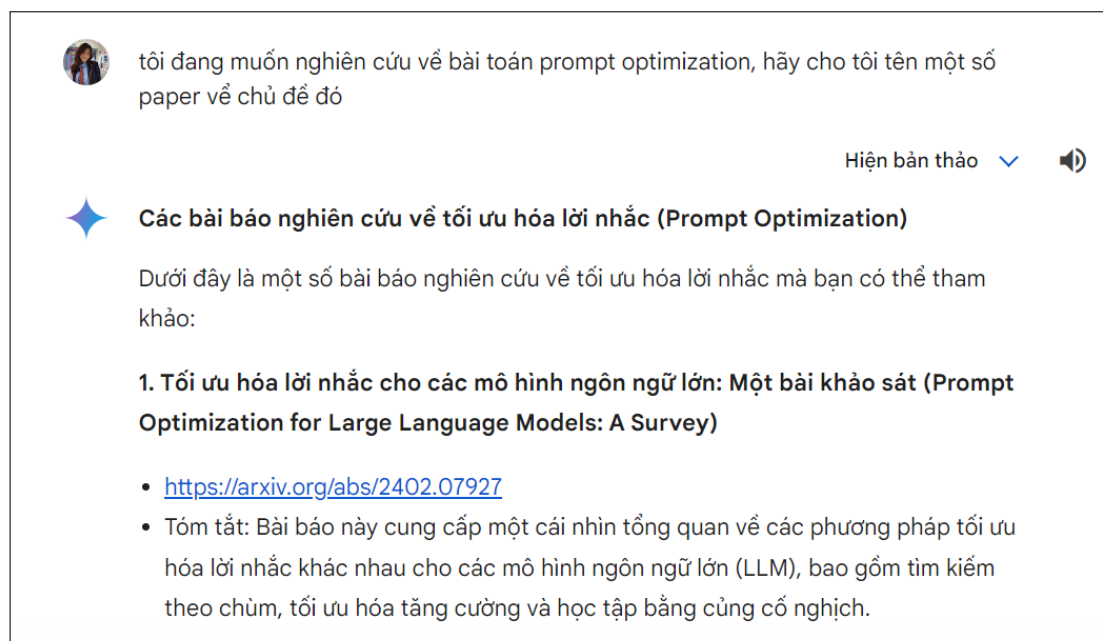 tôi đang muốn nghiên cứu về bài toán prompt optimization, hãy cho tôi tên một số
paper về chủ đề đó
Hiện bản thảo
Các bài báo nghiên cứu về tối ưu hóa lời nhắc (Prompt Optimization)
Dưới đây là một số bài báo nghiên cứu về tối ưu hóa lời nhắc mà bạn có thể tham
khảo:
1. Tối ưu hóa lời nhắc cho các mô hình ngôn ngữ lớn: Một bài khảo sát (Prompt
Optimization for Large Language Models: A Survey)
• https://arxiv.org/abs/2402.07927
• Tóm tắt: Bài báo này cung cấp một cái nhìn tổng quan về các phương pháp tối ưu
hóa lời nhắc khác nhau cho các mô hình ngôn ngữ lớn (LLM), bao gồm tìm kiếm
theo chùm, tối ưu hóa tăng cường và học tập bằng củng cố nghịch.